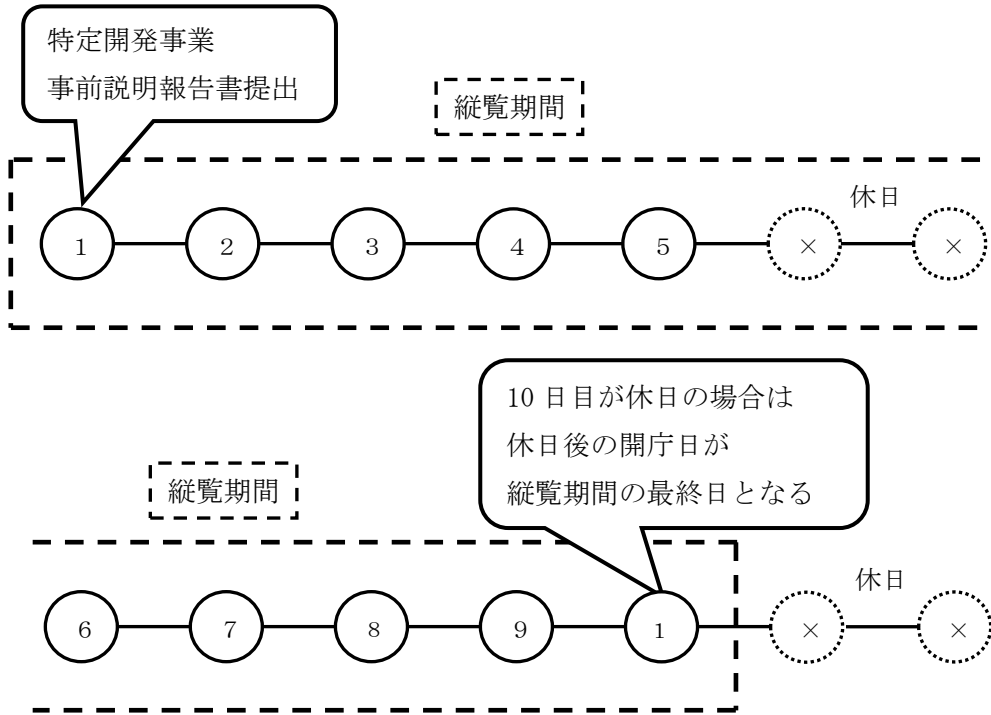 特定開発事業
事前説明報告書提出
縦覧期間
休日
1 2 3 4 5 × ×
10 日目が休日の場合は
休日後の開庁日が
縦覧期間の最終日となる
縦覧期間
休日
6 7 8 9 1 × ×